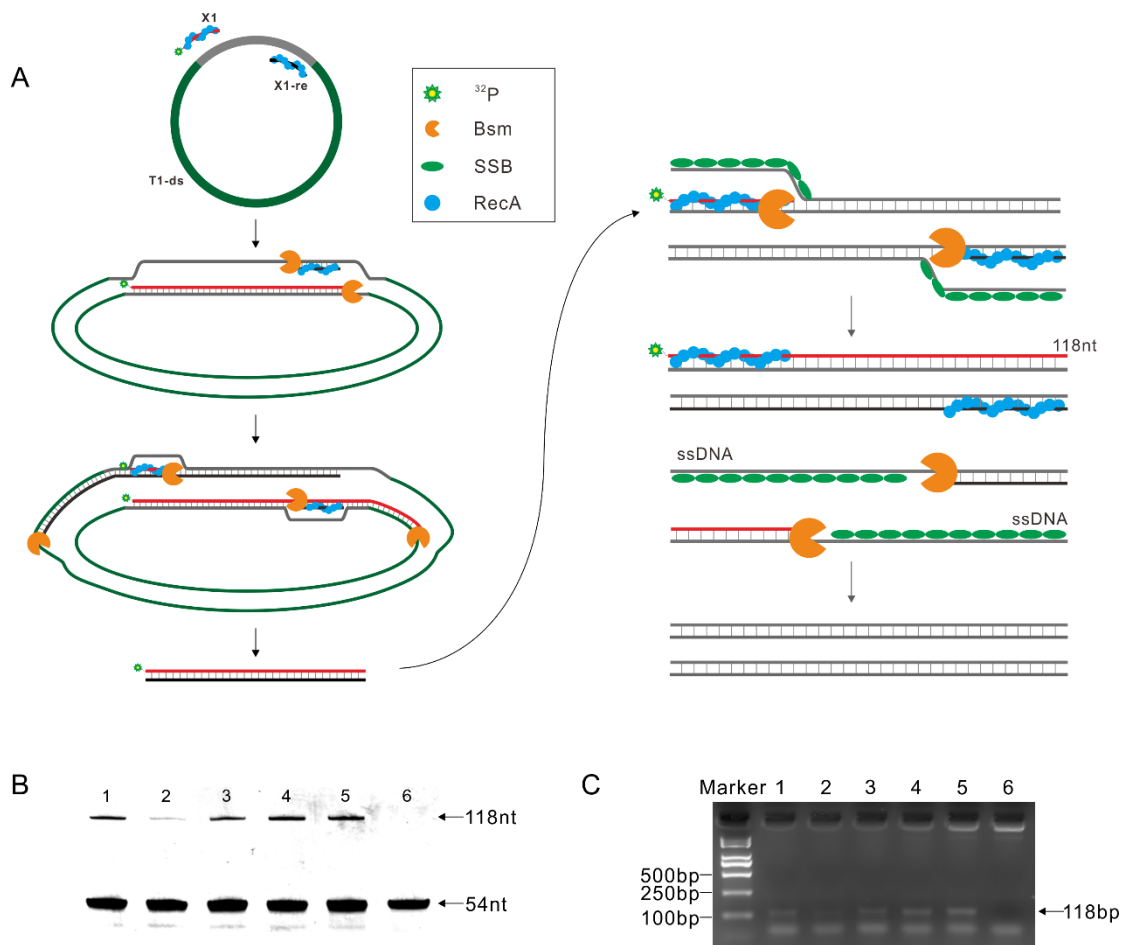 A
X1
X1-re
T1-ds
32P
Bsm
SSB
RecA
118nt
ssDNA
ssDNA
B
1 2 3 4 5 6
118nt
54nt
C
Marker 1 2 3 4 5 6
500bp
250bp
100bp
118bp